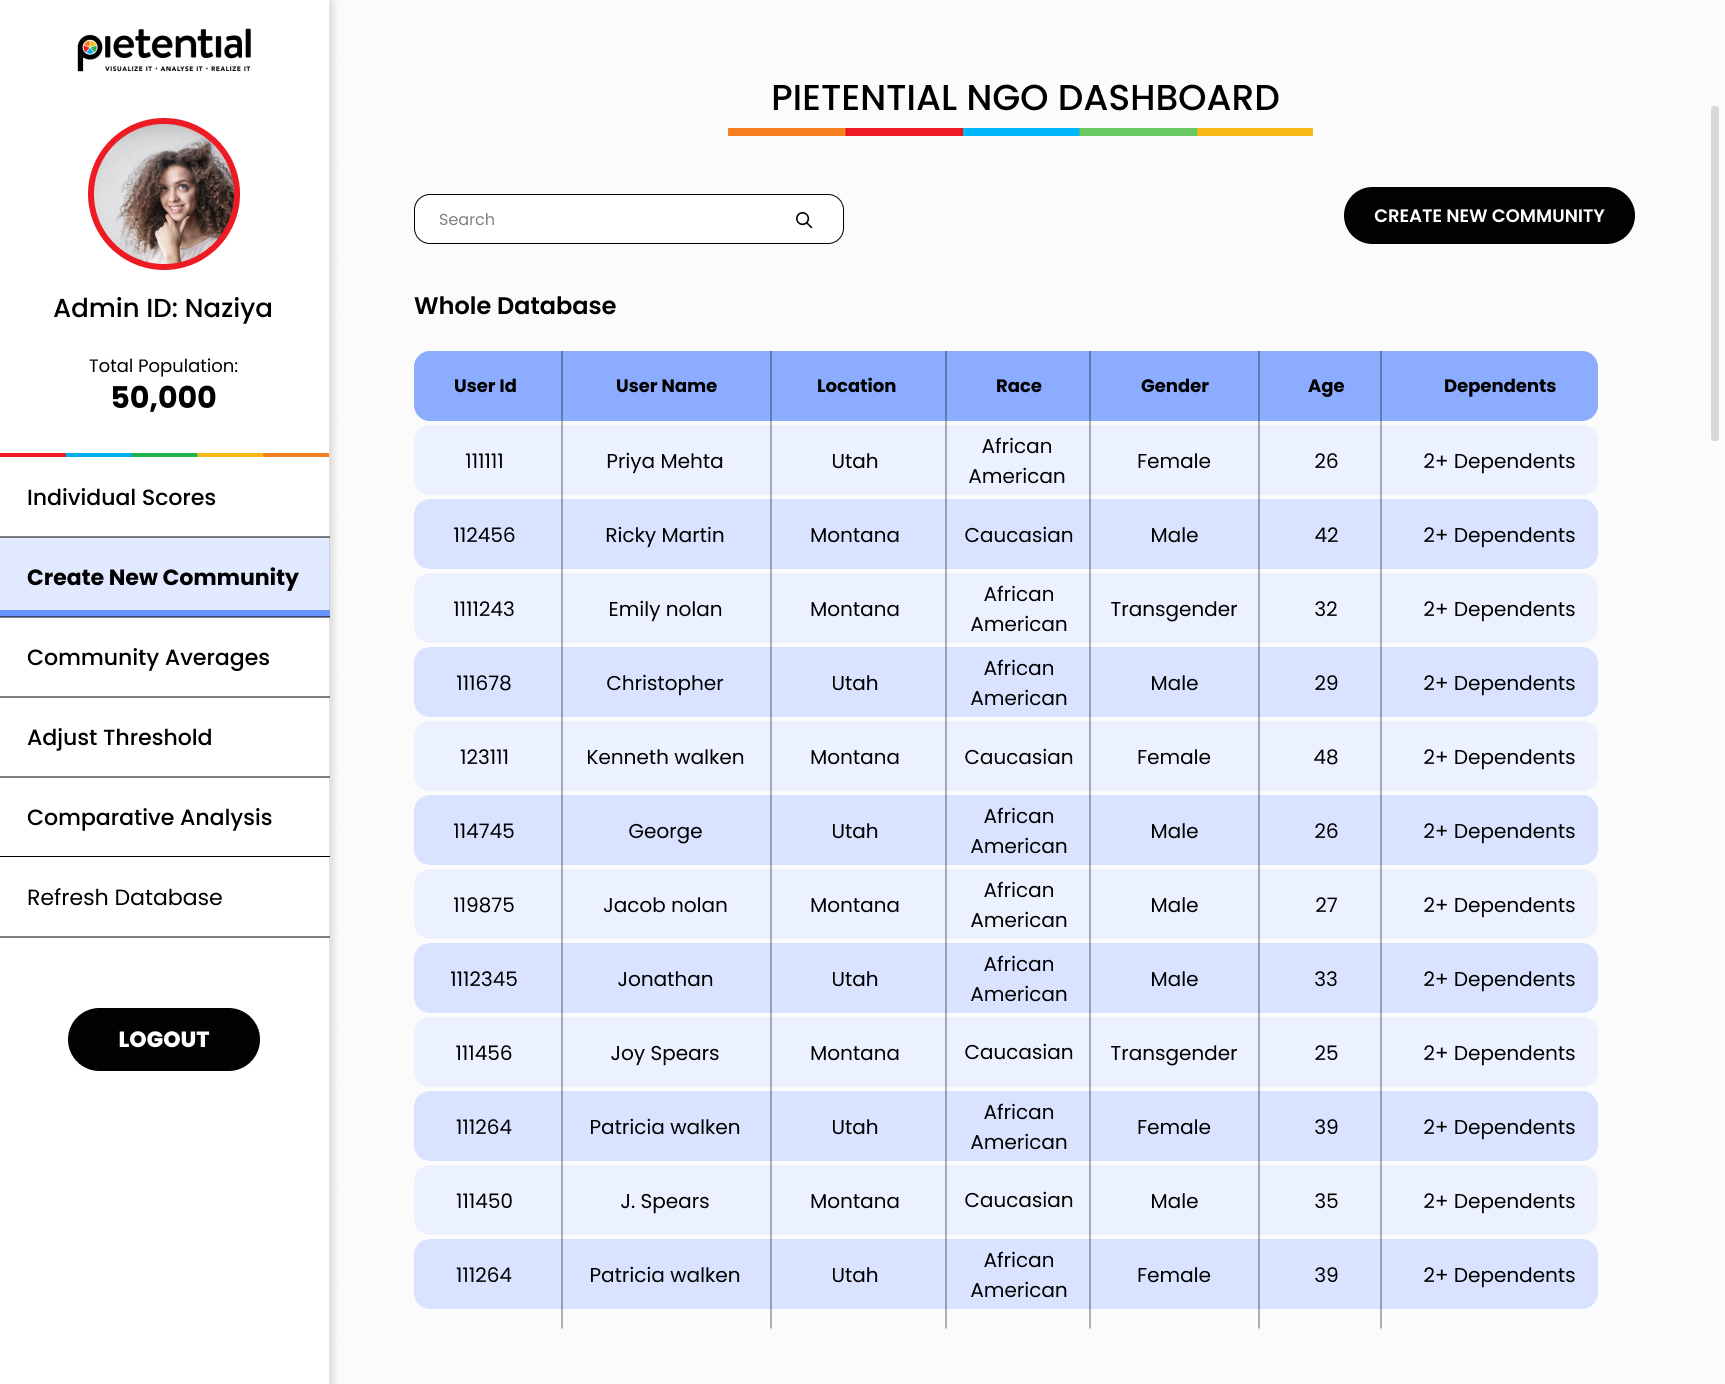 pietential
VISUALIZE IT • ANALYSE IT • REALIZE IT
Admin ID: Naziya
Total Population:
50,000
Individual Scores
Create New Community
Community Averages
Adjust Threshold
Comparative Analysis
Refresh Database
LOGOUT
PIETENTIAL NGO DASHBOARD
Search
CREATE NEW COMMUNITY
Whole Database
User Id User Name Location Race Gender Age Dependents
111111 Priya Mehta Utah African American Female 26 2+ Dependents
112456 Ricky Martin Montana Caucasian Male 42 2+ Dependents
1111243 Emily nolan Montana African American Transgender 32 2+ Dependents
111678 Christopher Utah African American Male 29 2+ Dependents
123111 Kenneth walken Montana Caucasian Female 48 2+ Dependents
114745 George Utah African American Male 26 2+ Dependents
119875 Jacob nolan Montana African American Male 27 2+ Dependents
1112345 Jonathan Utah African American Male 33 2+ Dependents
111456 Joy Spears Montana Caucasian Transgender 25 2+ Dependents
111264 Patricia walken Utah African American Female 39 2+ Dependents
111450 J. Spears Montana Caucasian Male 35 2+ Dependents
111264 Patricia walken Utah African American Female 39 2+ Dependents